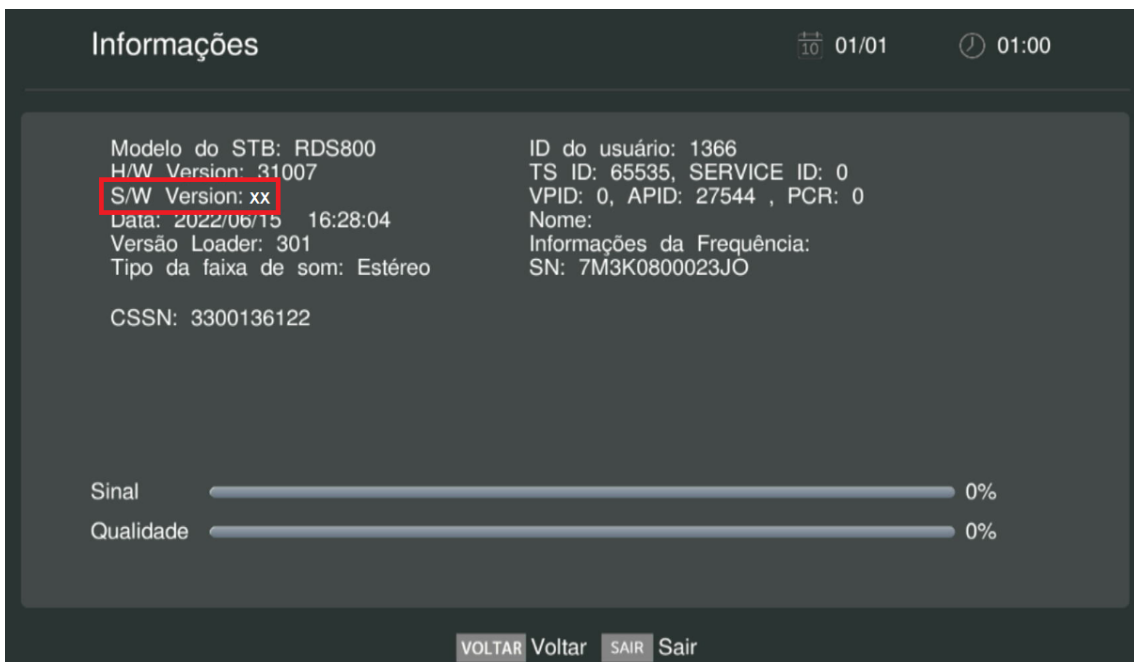 Informações
10 01/01
01:00
Modelo do STB: RDS800
H/W Version: 31007
S/W Version: xx
Data: 2022/06/15 16:28:04
Versão Loader: 301
Tipo da faixa de som: Estéreo
CSSN: 3300136122
ID do usuário: 1366
TS ID: 65535, SERVICE ID: 0
VPID: 0, APID: 27544 , PCR: 0
Nome:
Informações da Frequência:
SN: 7M3K0800023JO
Sinal 0%
Qualidade 0%
VOLTAR Voltar SAIR Sair